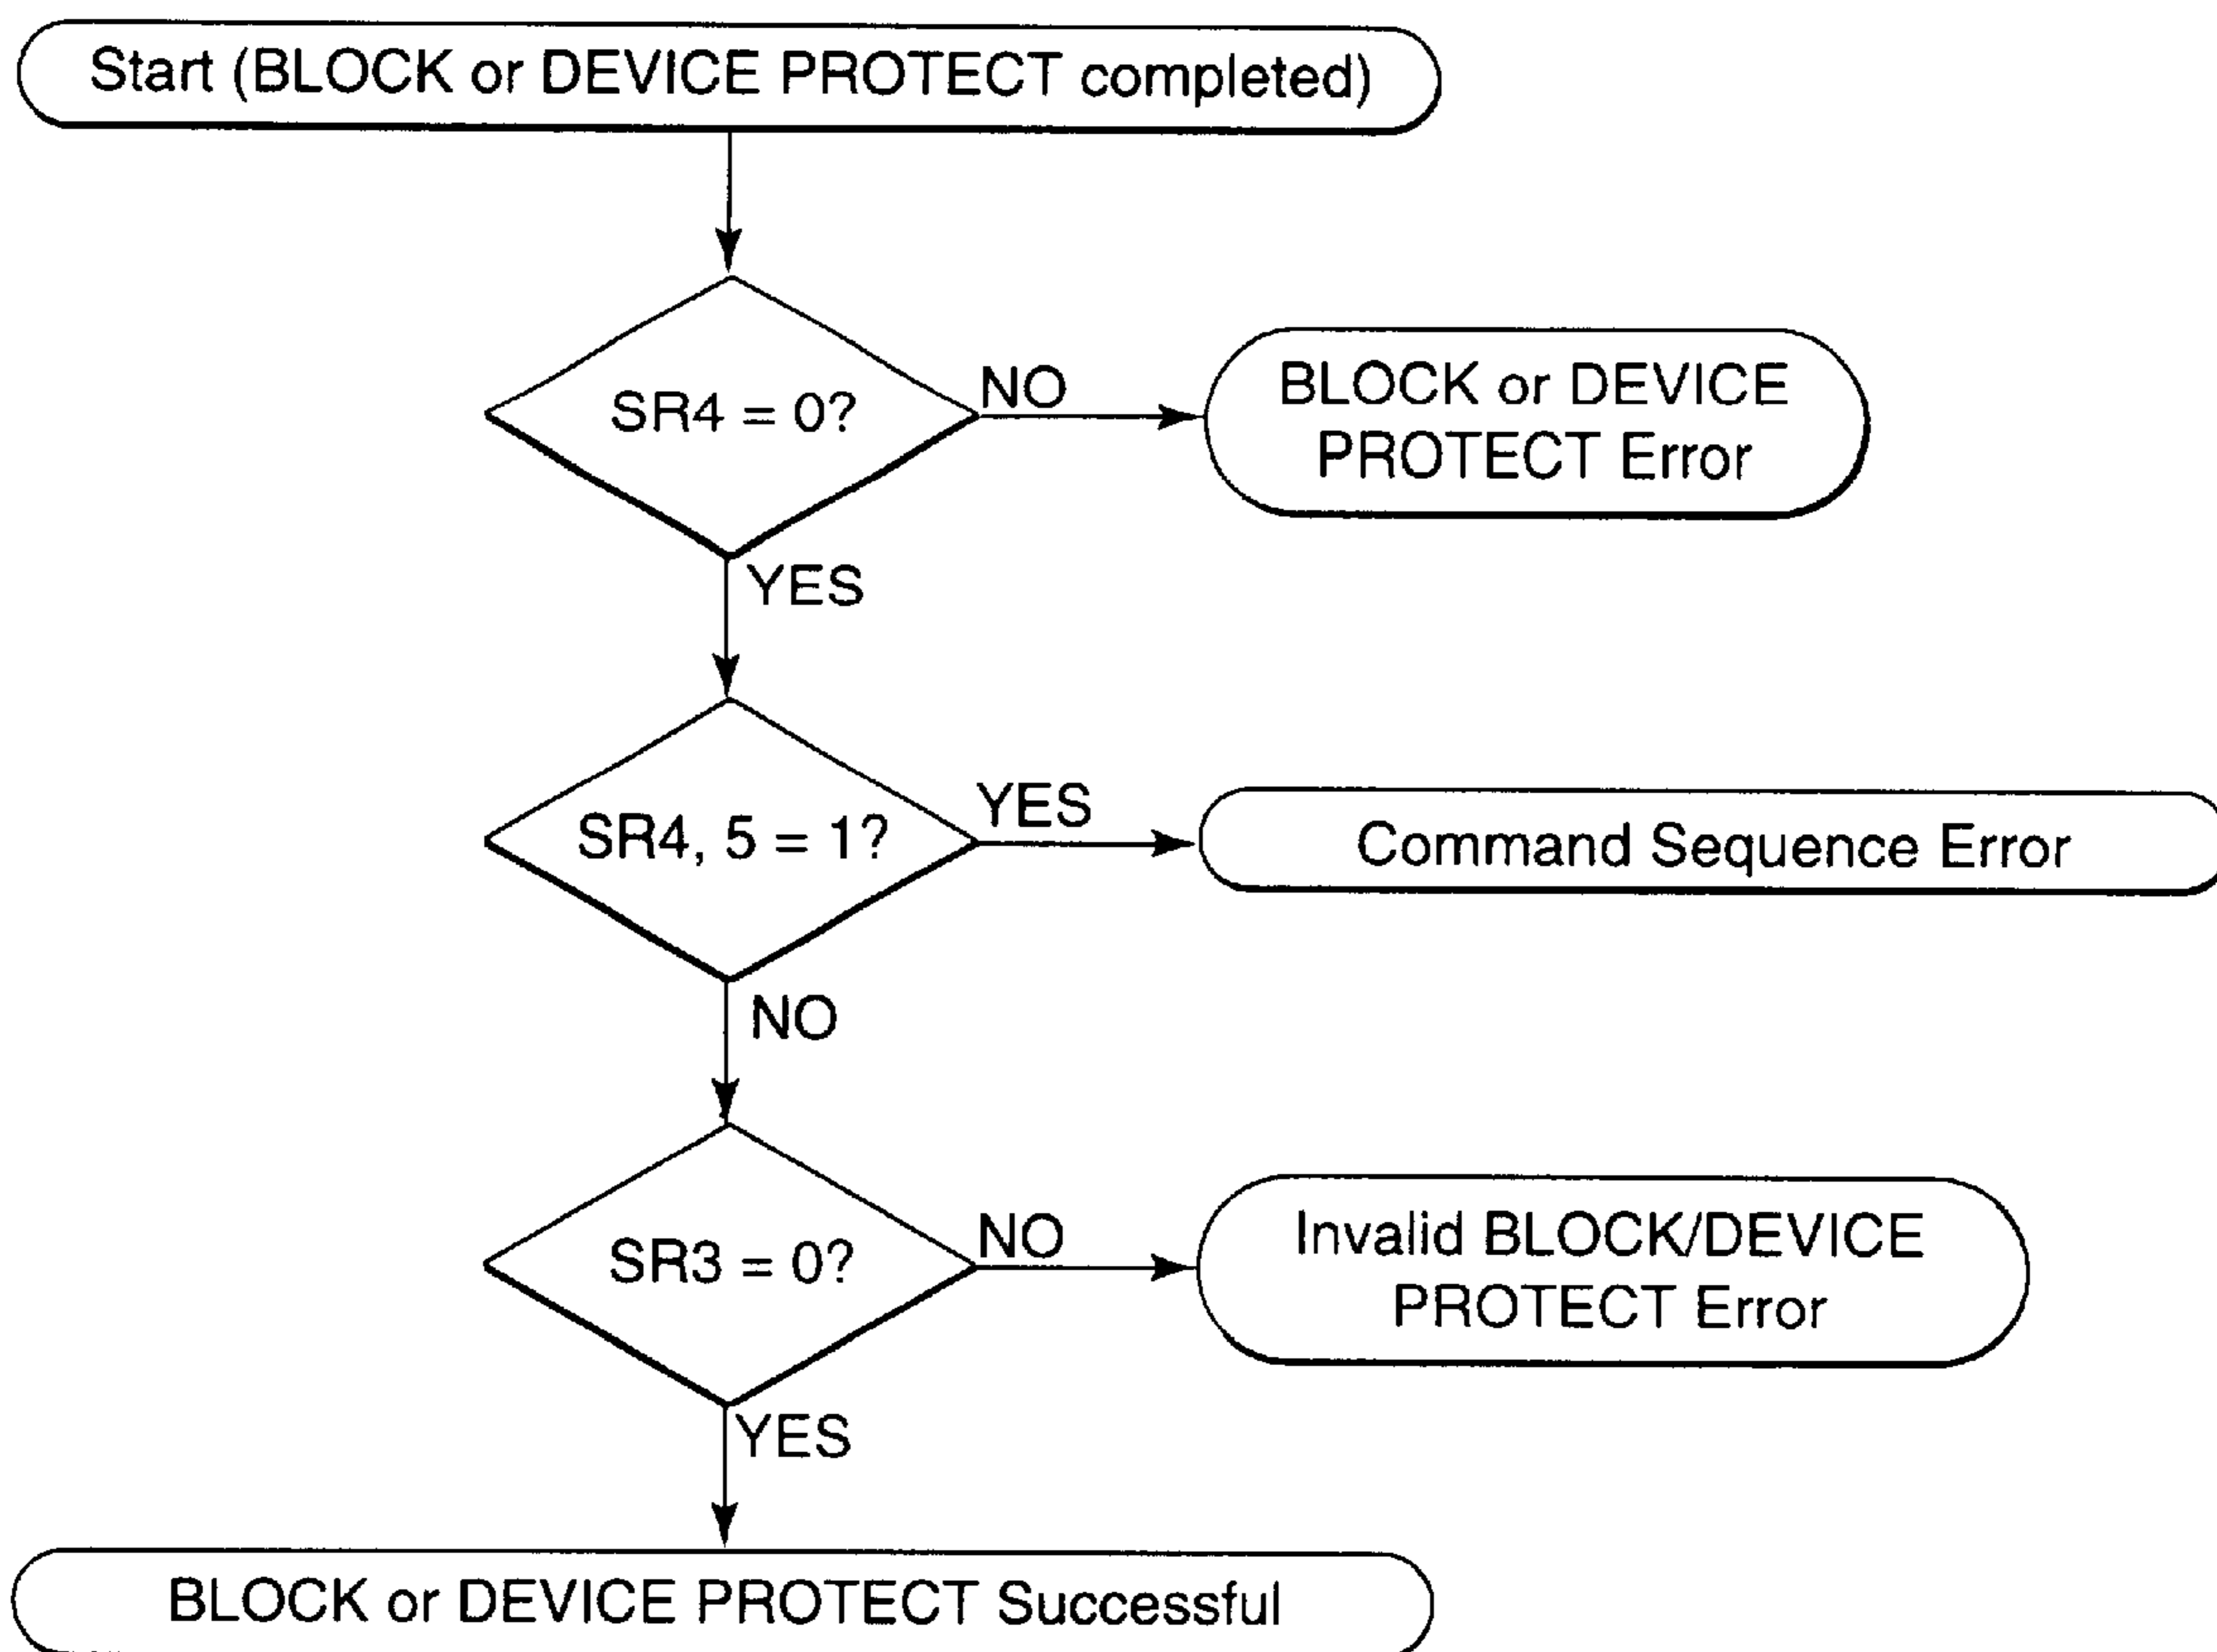 Start (BLOCK or DEVICE PROTECT completed)
SR4 = 0?
NO
BLOCK or DEVICE
PROTECT Error
YES
SR4, 5 = 1?
YES
Command Sequence Error
NO
SR3 = 0?
NO
Invalid BLOCK/DEVICE
PROTECT Error
YES
BLOCK or DEVICE PROTECT Successful